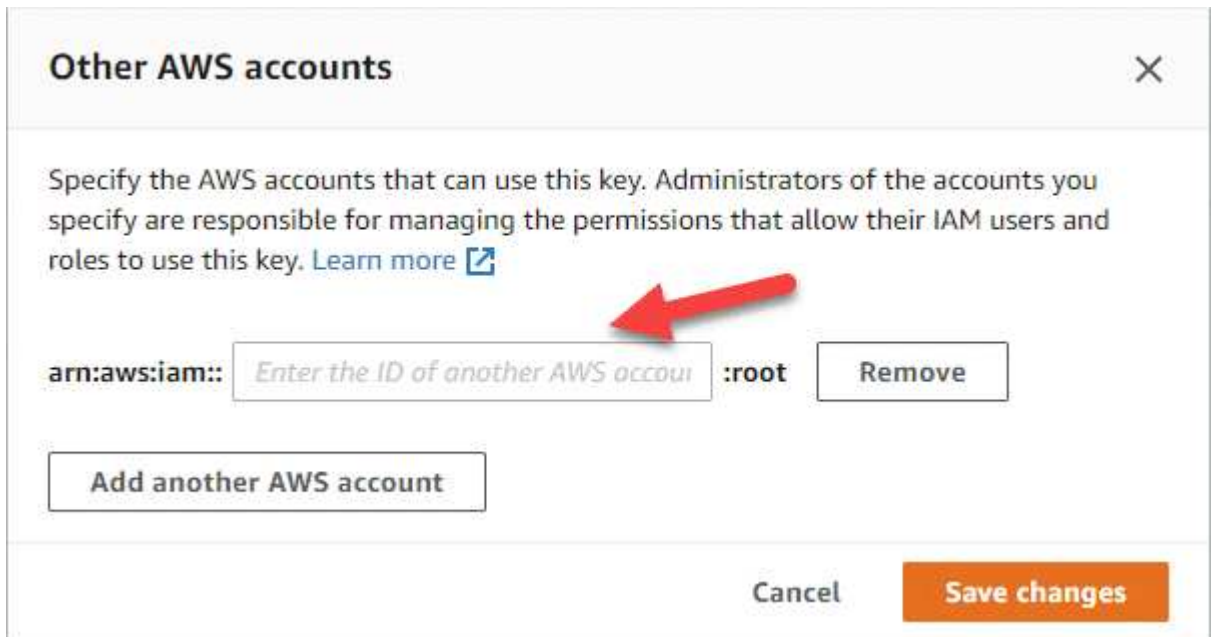 Other AWS accounts
Specify the AWS accounts that can use this key. Administrators of the accounts you
specify are responsible for managing the permissions that allow their IAM users and
roles to use this key. Learn more
arn:aws:iam:: Enter the ID of another AWS accou :root Remove
Add another AWS account
Cancel Save changes